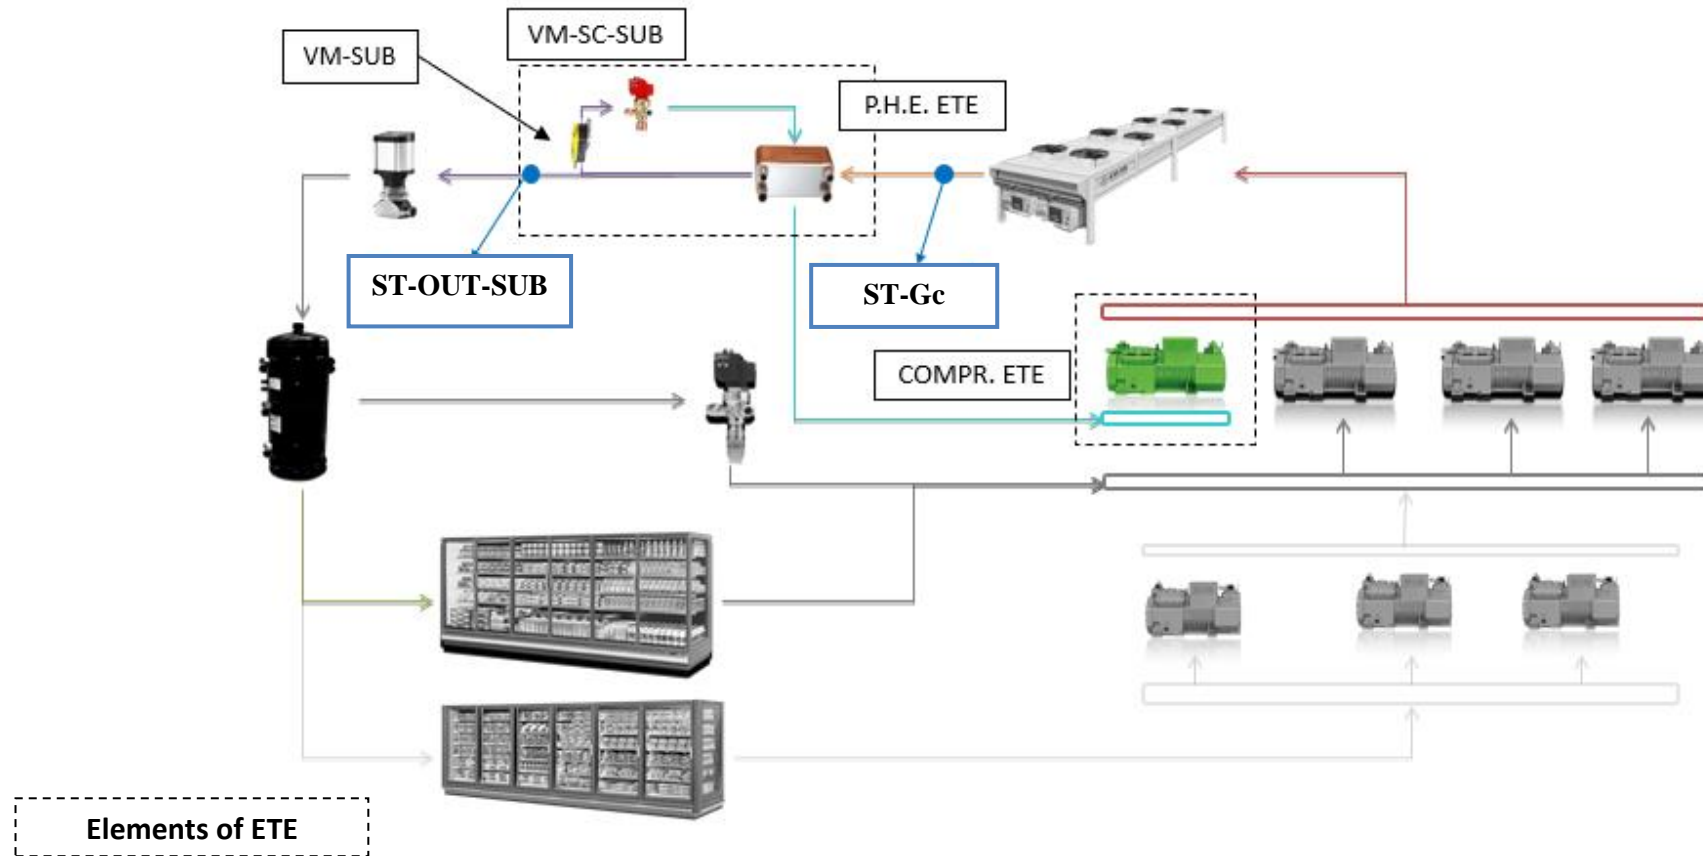 VM-SC-SUB
VM-SUB
P.H.E. ETE
ST-OUT-SUB
ST-Gc
COMPR. ETE
Elements of ETE